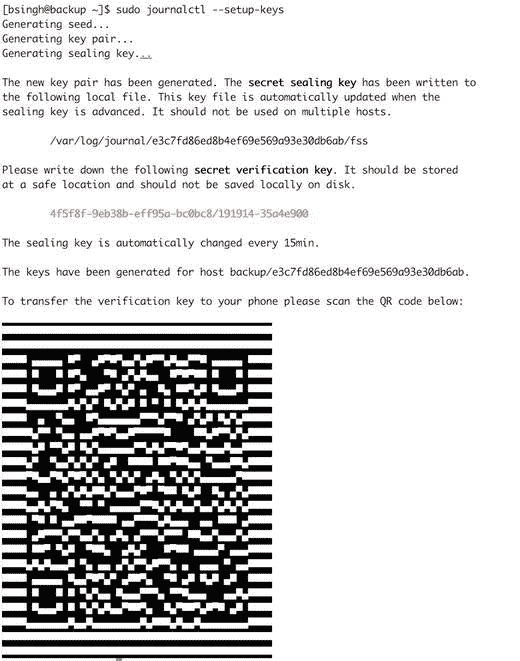 [bsingh@backup ~]$ sudo journalctl --setup-keys
Generating seed...
Generating key pair...
Generating sealing key...
The new key pair has been generated. The secret sealing key has been written to
the following local file. This key file is automatically updated when the
sealing key is advanced. It should not be used on multiple hosts.
/var/log/journal/e3c7fd86ed8b4ef69e569a93e30db6ab/fss
Please write down the following secret verification key. It should be stored
at a safe location and should not be saved locally on disk.
4f5f8f-9eb38b-eff95a-bc0bc8/191914-35a4e900
The sealing key is automatically changed every 15min.
The keys have been generated for host backup/e3c7fd86ed8b4ef69e569a93e30db6ab.
To transfer the verification key to your phone please scan the QR code below: